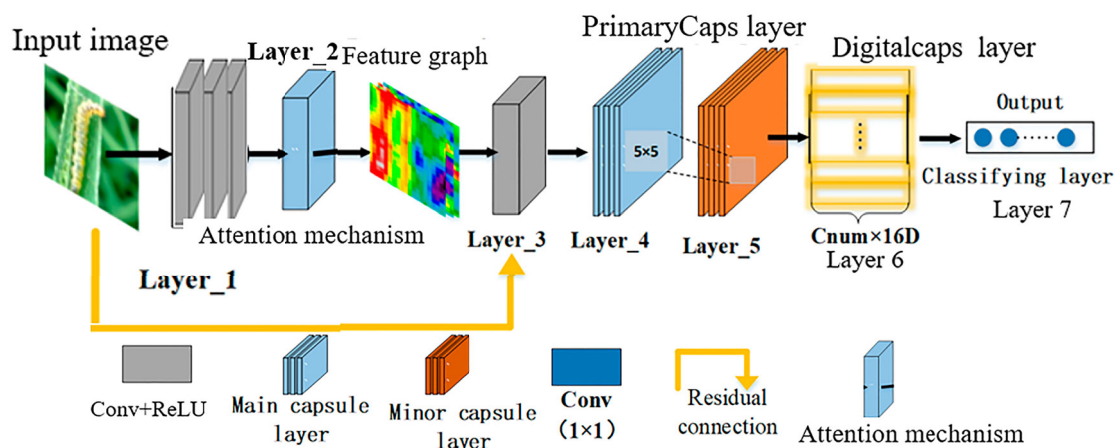 Input image
Layer_2
Feature graph
PrimaryCaps layer
Digitalcaps layer
Output
5×5
Classifying layer
Layer 7
Attention mechanism
Layer_3
Layer_4
Layer_5
Cnum×16D
Layer 6
Layer_1
Conv+ReLU
Main capsule
layer
Minor capsule
layer
Conv
(1×1)
Residual
connection
Attention mechanism